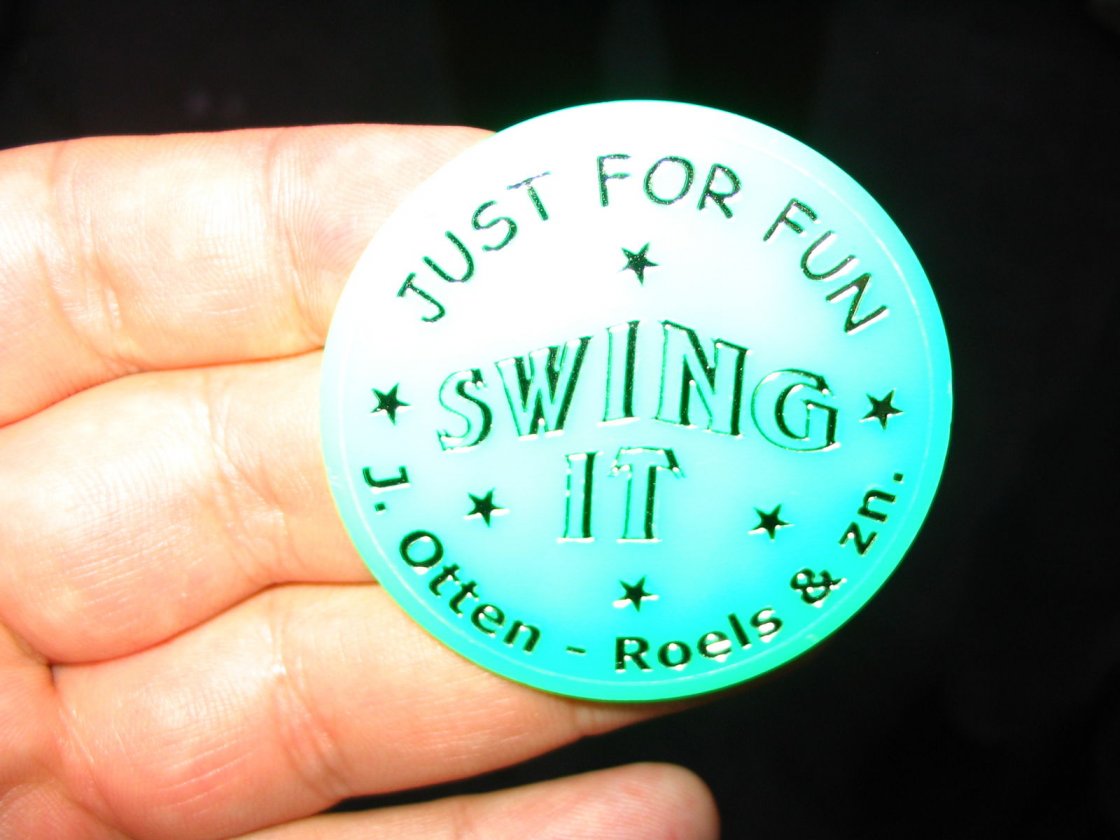 JUST FOR FUN
SWING
IT
J. Otten - Roels & zn.